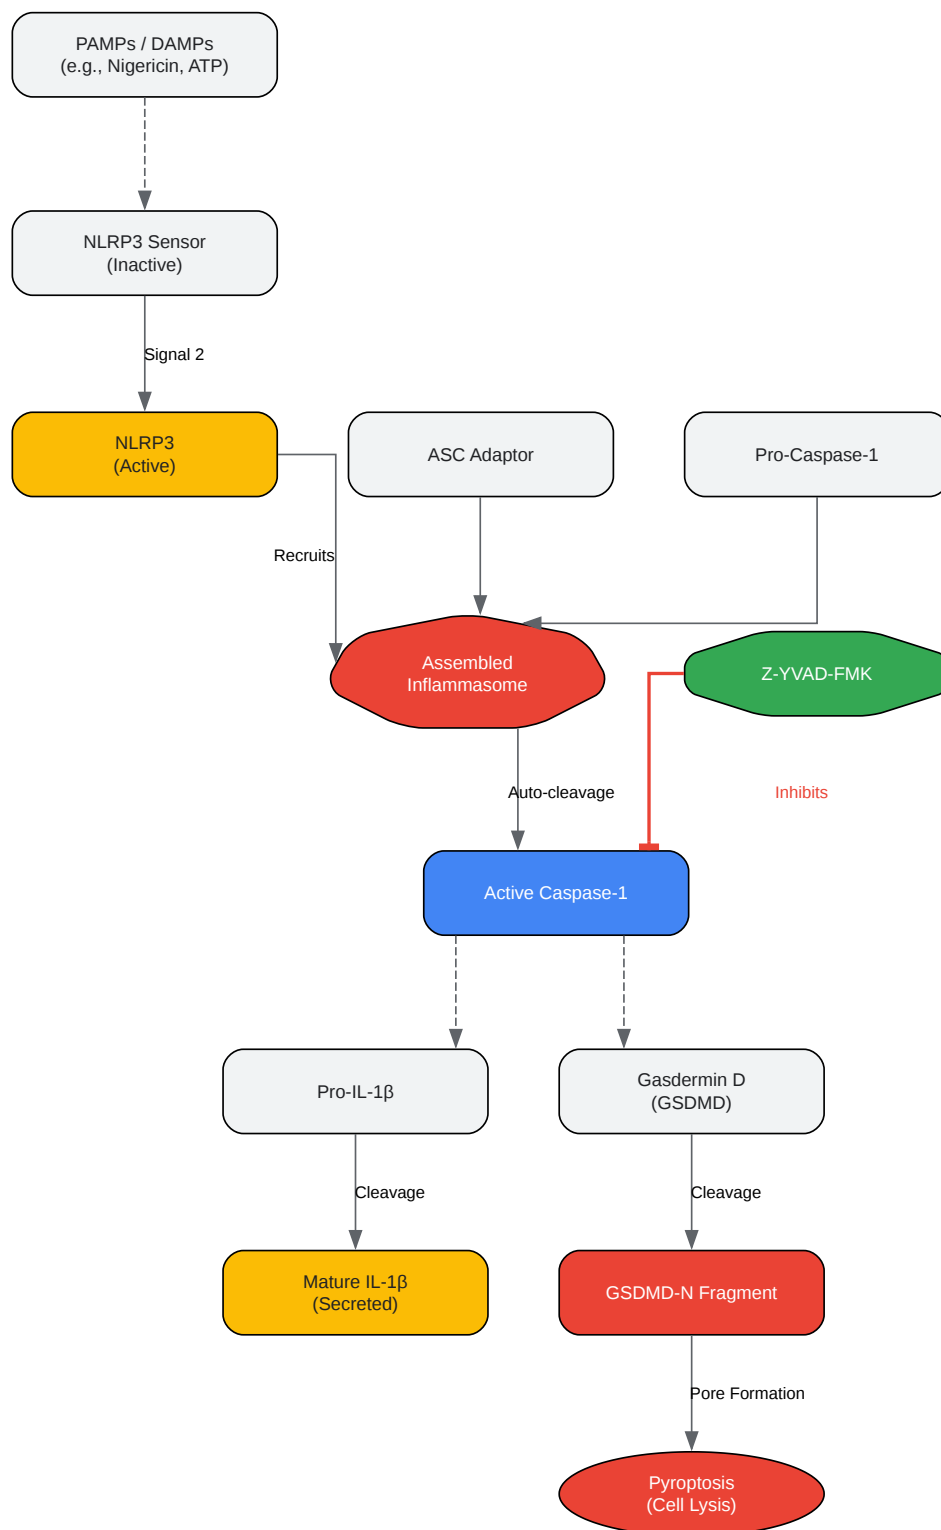 PAMPs / DAMPs
(e.g., Nigericin, ATP)
NLRP3 Sensor
(Inactive)
Signal 2
NLRP3
(Active)
ASC Adaptor
Pro-Caspase-1
Recruits
Assembled
Inflammasome
Z-YVAD-FMK
Auto-cleavage
Inhibits
Active Caspase-1
Pro-IL-1β
Gasdermin D
(GSDMD)
Cleavage
Cleavage
Mature IL-1β
(Secreted)
GSDMD-N Fragment
Pore Formation
Pyroptosis
(Cell Lysis)